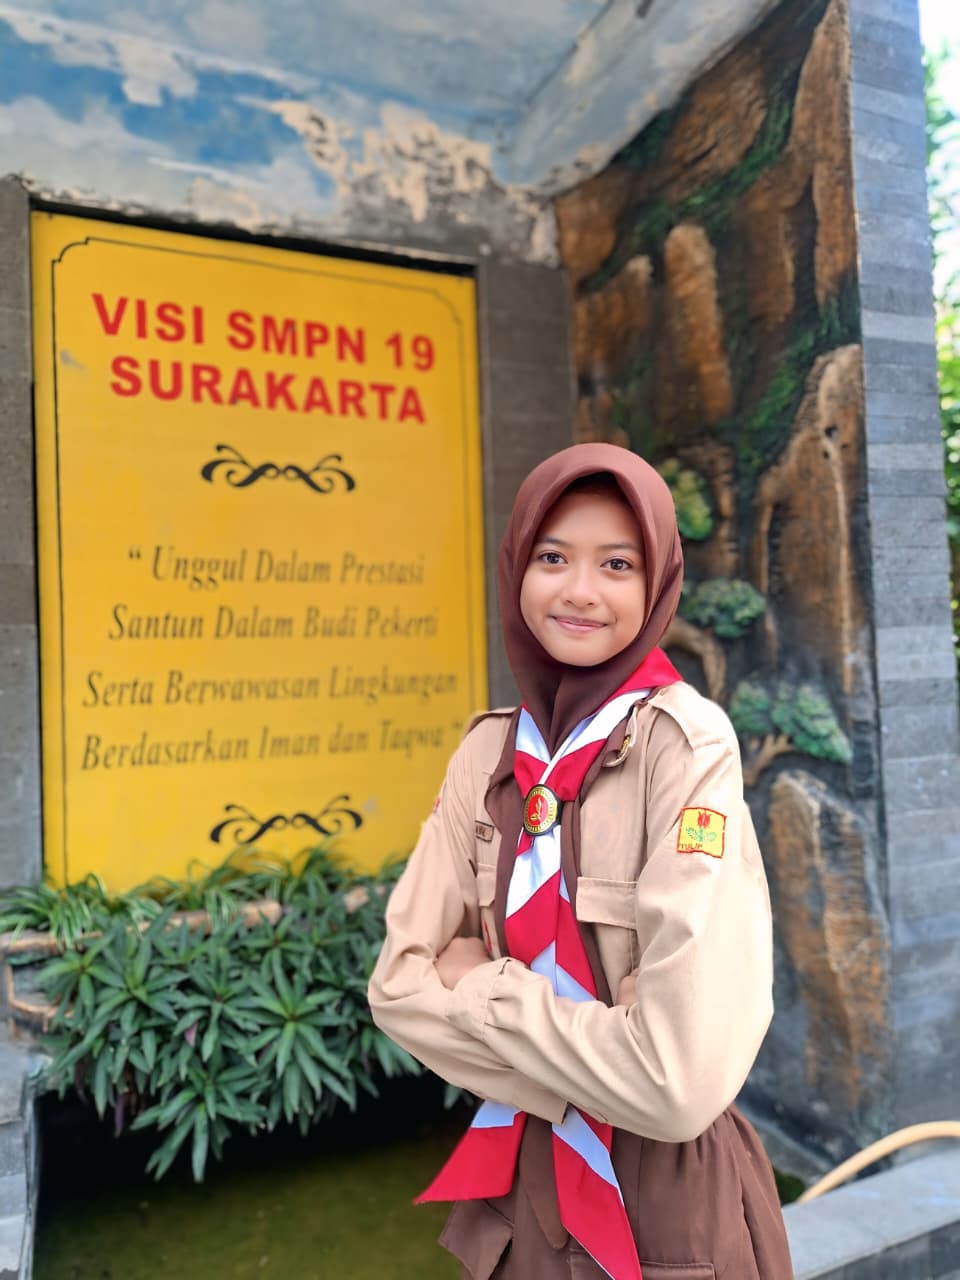 VISI SMPN 19
SURAKARTA
“ Unggul Dalam Prestasi
Santun Dalam Budi Pekerti
Serta Berwawasan Lingkungan
Berdasarkan Iman dan Taqwa ”
TULIP